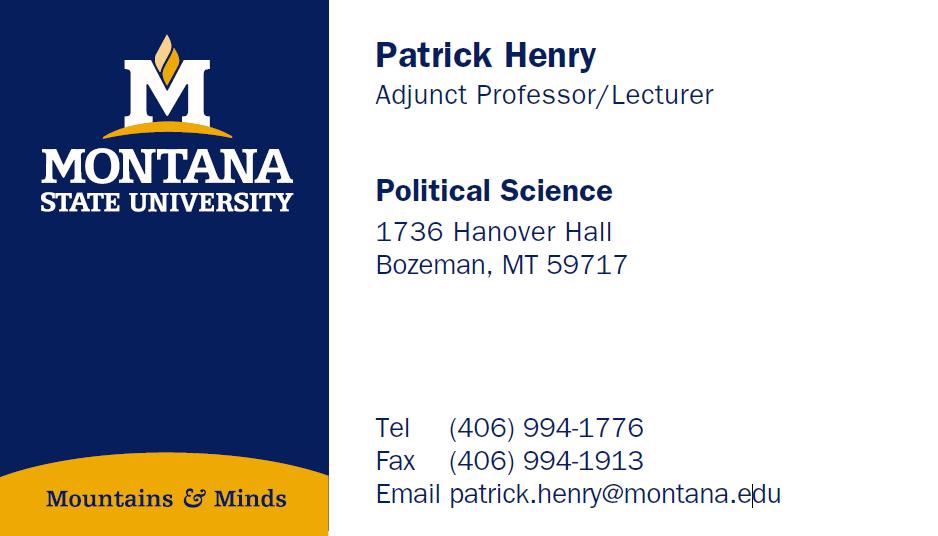 MONTANA
STATE UNIVERSITY
Mountains & Minds
Patrick Henry
Adjunct Professor/Lecturer
Political Science
1736 Hanover Hall
Bozeman, MT 59717
Tel (406) 994-1776
Fax (406) 994-1913
Email patrick.henry@montana.edu